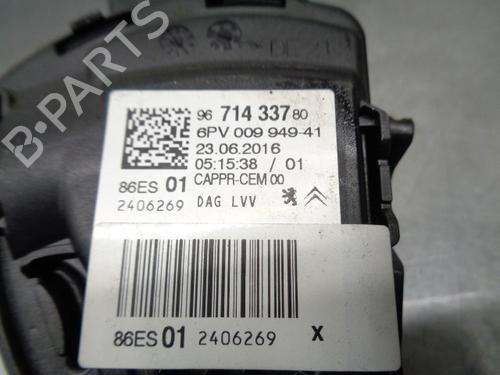 96 714 337 80
6PV 009 949-41
23.06.2016
05:15:38 / 01
CAPPR-CEM 00
86ES 01
2406269 DAG LVV
86ES 01 2406269 X